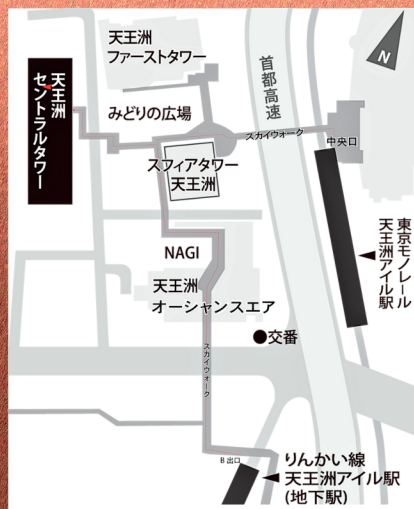 天王洲
ファーストタワー
首都高速
N
天王洲
セントラルタワー
みどりの広場
スカイウォーク
中央口
スフィアタワー
天王洲
東京モノレール
天王洲アイル駅
NAGI
天王洲
オーシャンスエア
交番
スカイウォーク
B出口
りんかい線
天王洲アイル駅
(地下駅)